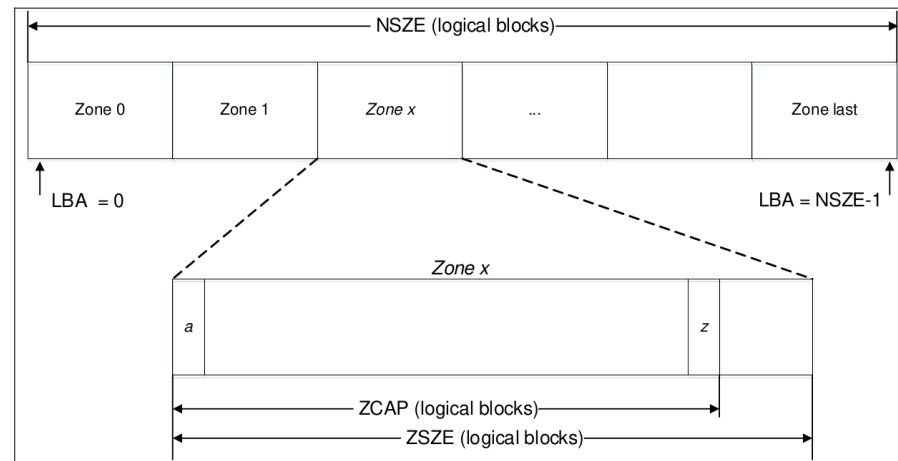 NSZE (logical blocks)
Zone 0 Zone 1 Zone x ... Zone last
LBA = 0 LBA = NSZE-1
Zone x
a z
ZCAP (logical blocks)
ZSZE (logical blocks)